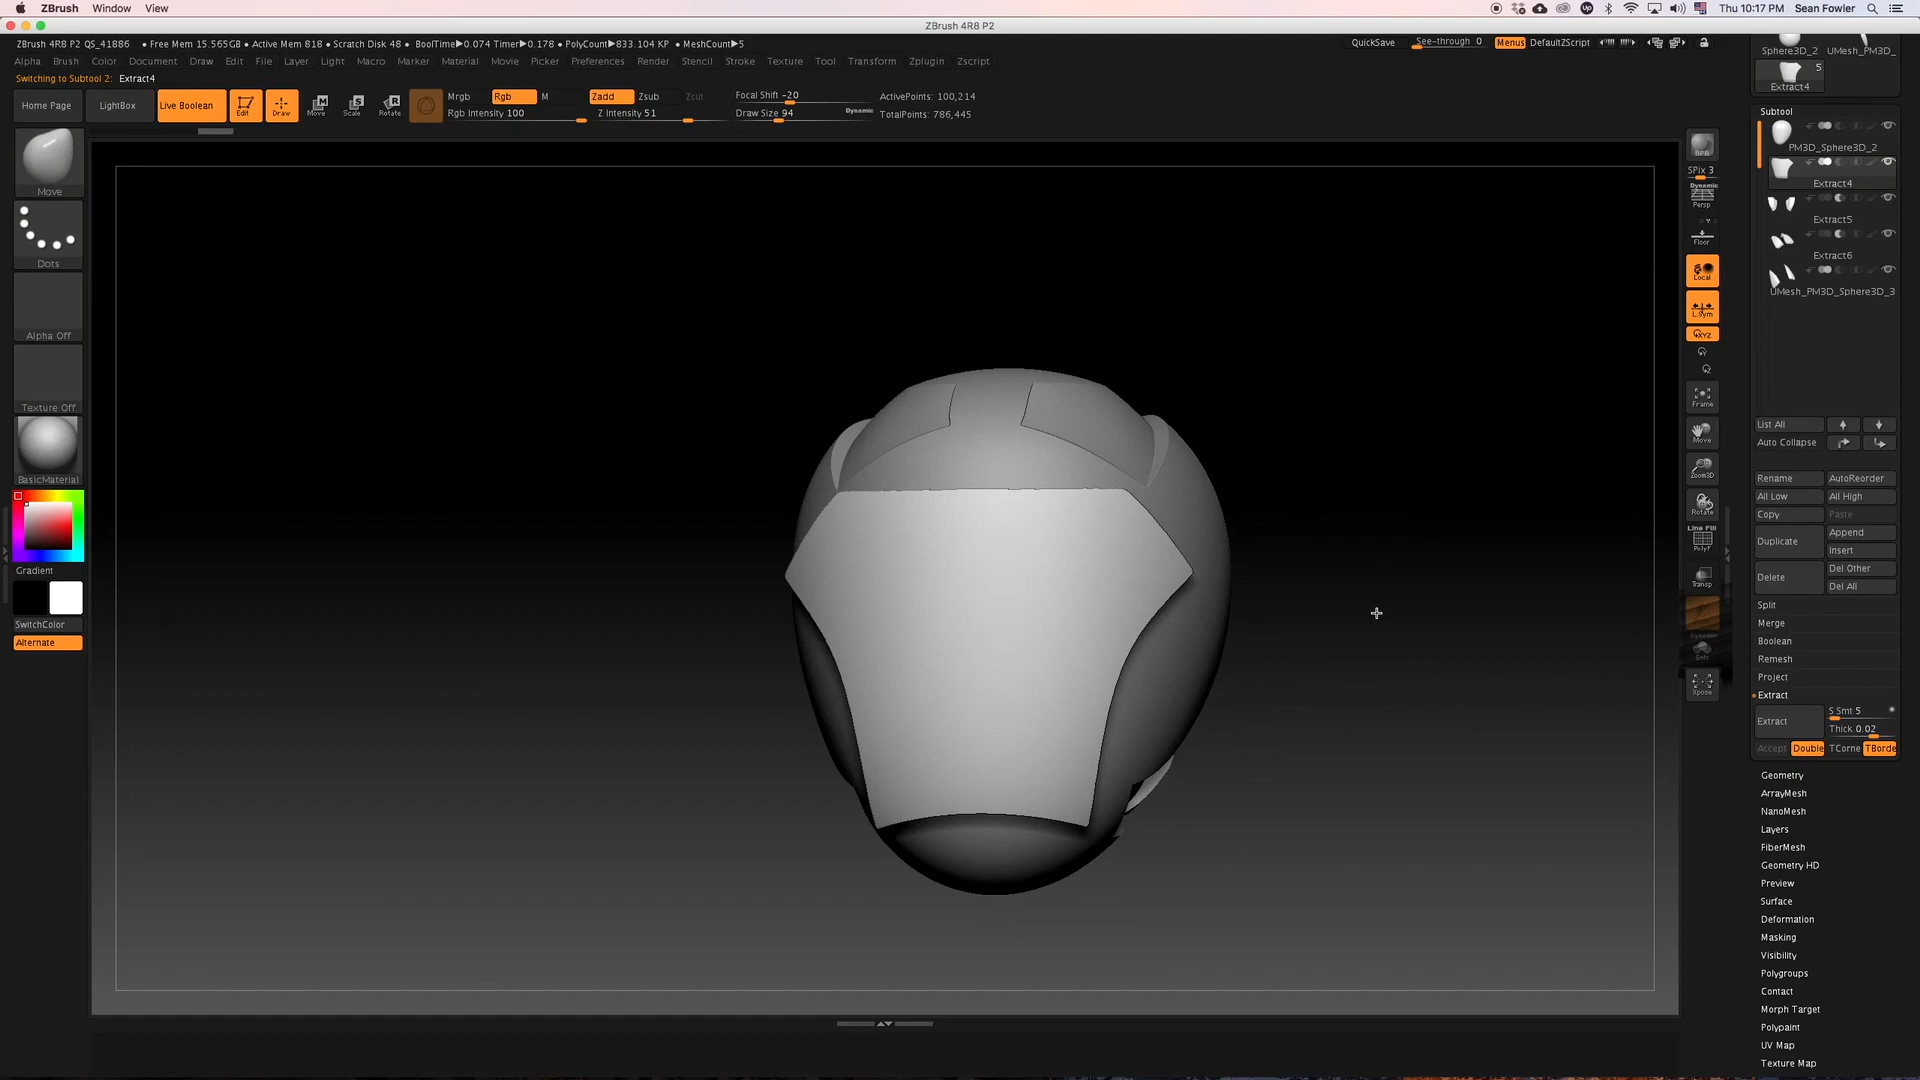 ZBrush Window View Thu 10:17 PM Sean Fowler
ZBrush 4R8 P2
ZBrush 4R8 P2 QS_41886 • Free Mem 15.565GB • Active Mem 818 • Scratch Disk 48 • BoolTime▶0.074 Timer▶0.178 • PolyCount▶833.104 KP • MeshCount▶5 QuickSave See-through 0 Menus DefaultZScript
Alpha Brush Color Document Draw Edit File Layer Light Macro Marker Material Movie Picker Preferences Render Stencil Stroke Texture Tool Transform Zplugin Zscript
Switching to Subtool 2: Extract4
Home Page LightBox Live Boolean Edit Draw Move Scale Rotate
Mrgb Rgb M Zadd Zsub Zcut Focal Shift -20 ActivePoints: 100,214
Rgb Intensity 100 Z Intensity 51 Draw Size 94 Dynamic TotalPoints: 786,445
Move
Dots
Alpha Off
Texture Off
BasicMaterial
Gradient
SwitchColor
Alternate
BPR
SPix 3
Dynamic
Persp
Floor
Local
L.Sym
XYZ
Frame
Move
Zoom3D
Rotate
Line Fill
PolyF
Transp
Dynamic
Solo
Xpose
Sphere3D_2 UMesh_PM3D_
5
Extract4
Subtool
PM3D_Sphere3D_2
Extract4
Extract5
Extract6
UMesh_PM3D_Sphere3D_3
List All
Auto Collapse
Rename AutoReorder
All Low All High
Copy Paste
Duplicate Append
Insert
Delete Del Other
Del All
Split
Merge
Boolean
Remesh
Project
Extract
Extract S Smt 5
Thick 0.02
Accept Double TCorne TBorde
Geometry
ArrayMesh
NanoMesh
Layers
FiberMesh
Geometry HD
Preview
Surface
Deformation
Masking
Visibility
Polygroups
Contact
Morph Target
Polypaint
UV Map
Texture Map